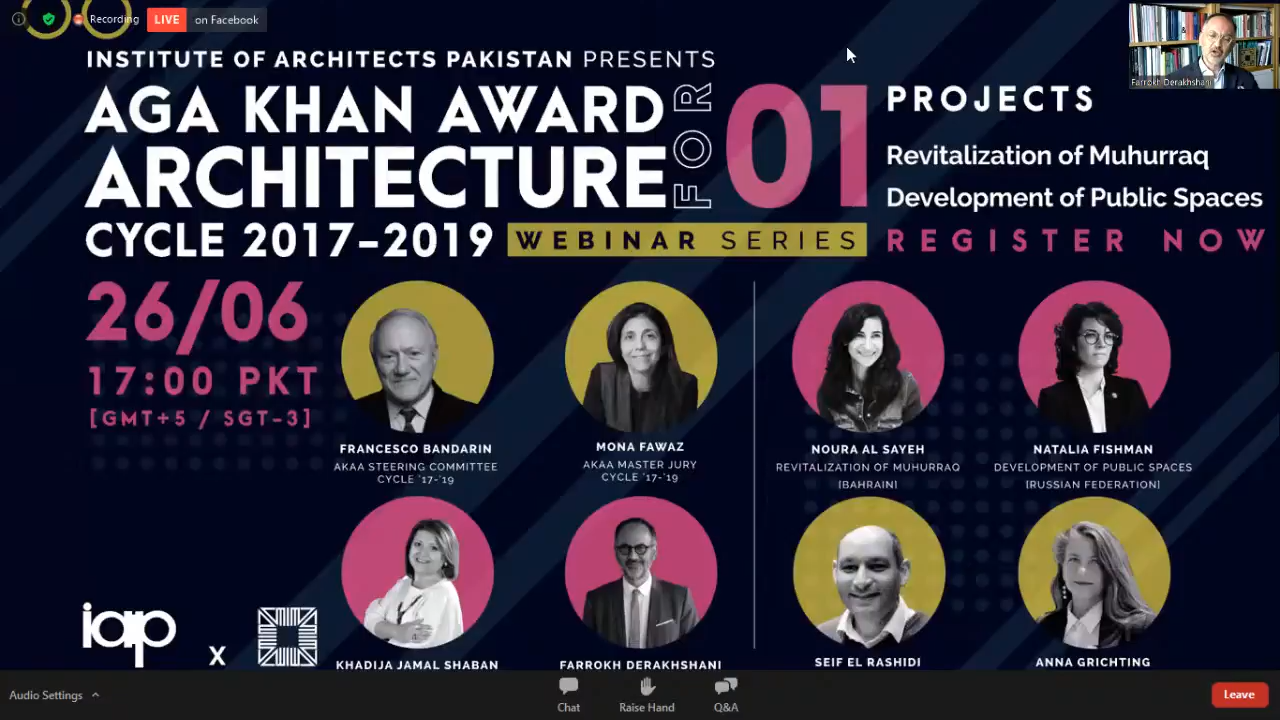 Recording LIVE on Facebook
Farrokh Derakhshani
INSTITUTE OF ARCHITECTS PAKISTAN PRESENTS
AGA KHAN AWARD
FOR
ARCHITECTURE
CYCLE 2017-2019
WEBINAR SERIES
01
PROJECTS
Revitalization of Muhurraq
Development of Public Spaces
REGISTER NOW
26/06
17:00 PKT
[GMT+5 / SGT-3]
FRANCESCO BANDARIN
AKAA STEERING COMMITTEE
CYCLE '17-'19
MONA FAWAZ
AKAA MASTER JURY
CYCLE '17-'19
NOURA AL SAYEH
REVITALIZATION OF MUHURRAQ
[BAHRAIN]
NATALIA FISHMAN
DEVELOPMENT OF PUBLIC SPACES
[RUSSIAN FEDERATION]
iap
X
KHADIJA JAMAL SHABAN
FARROKH DERAKHSHANI
SEIF EL RASHIDI
ANNA GRICHTING
Audio Settings
Chat
Raise Hand
Q&A
Leave